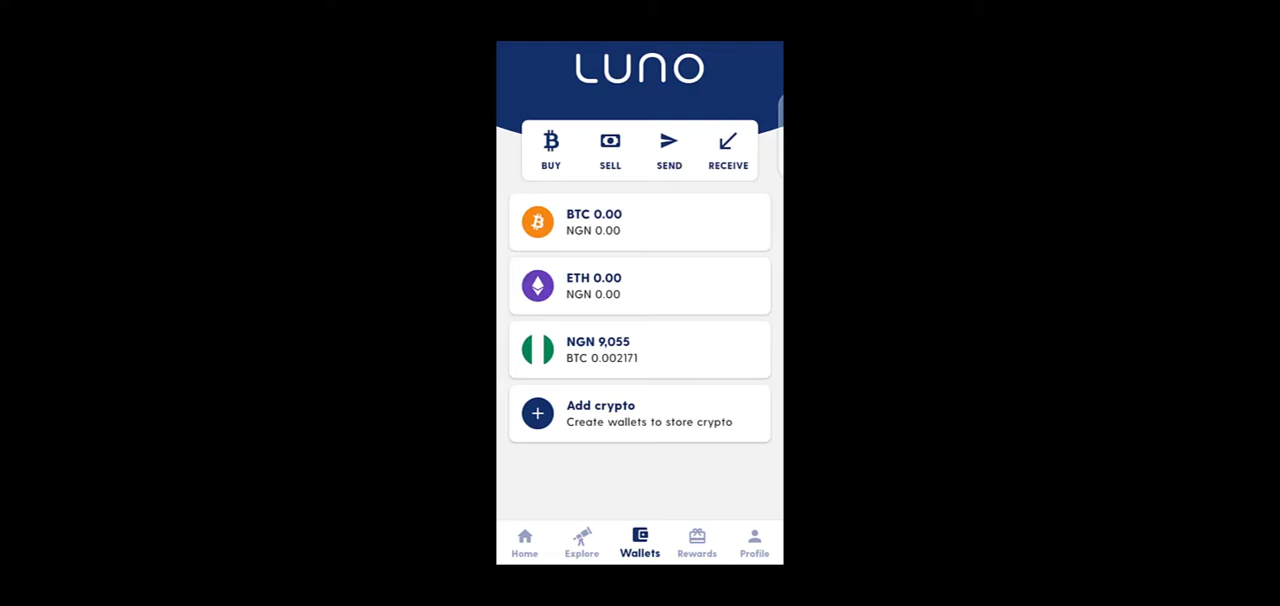 LUNO
BUY SELL SEND RECEIVE
BTC 0.00
NGN 0.00
ETH 0.00
NGN 0.00
NGN 9,055
BTC 0.002171
Add crypto
Create wallets to store crypto
Home Explore Wallets Rewards Profile